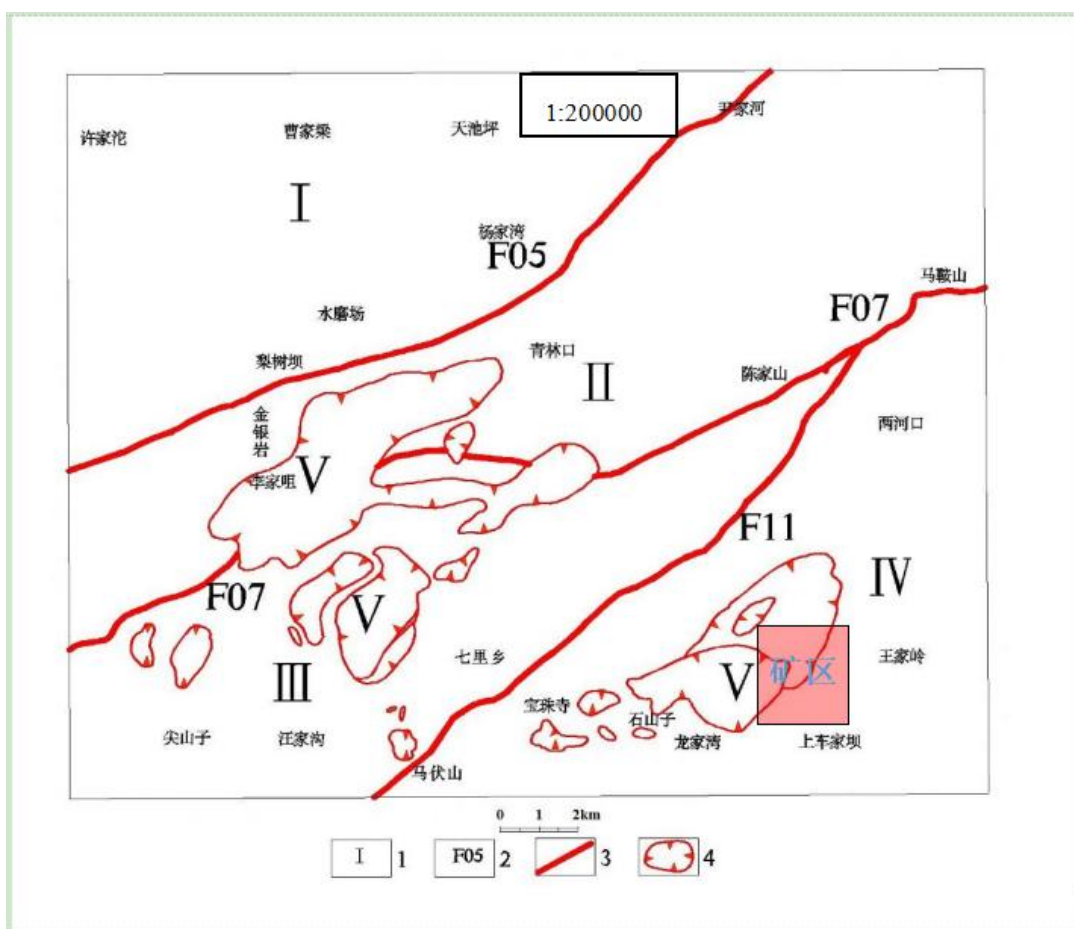 1:200000
尹家河
许家沱
曹家梁
天池坪
I
杨家湾
F05
马鞍山
水磨场
F07
青林口
梨树坝
II
陈家山
金银岩
两河口
V
李家咀
F11
IV
F07
V
七里乡
王家岭
III
V
矿区
宝珠寺
石山子
尖山子
汪家沟
龙家湾
上车家坝
马伏山
0 1 2km
I 1 F05 2 3 4